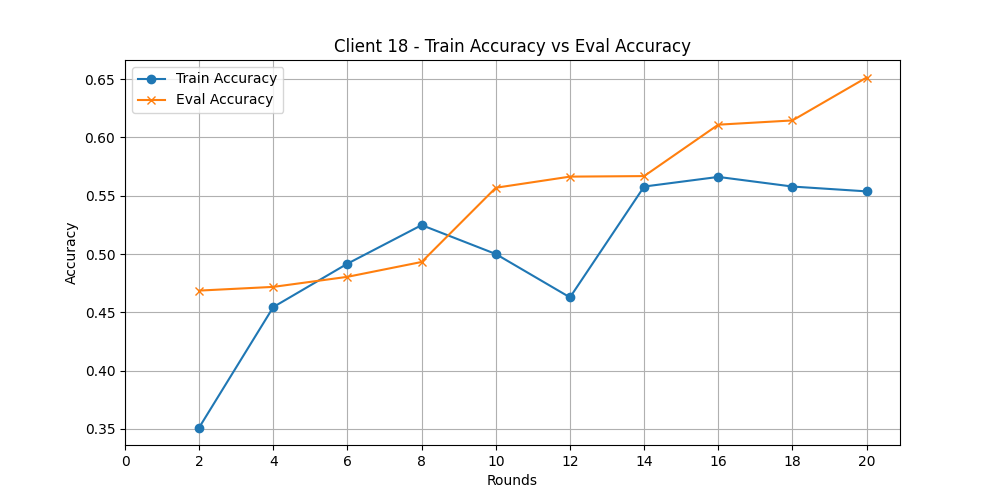 Client 18 - Train Accuracy vs Eval Accuracy
Train Accuracy
Eval Accuracy
0.65
0.60
0.55
0.50
0.45
0.40
0.35
Accuracy
0 2 4 6 8 10 12 14 16 18 20
Rounds